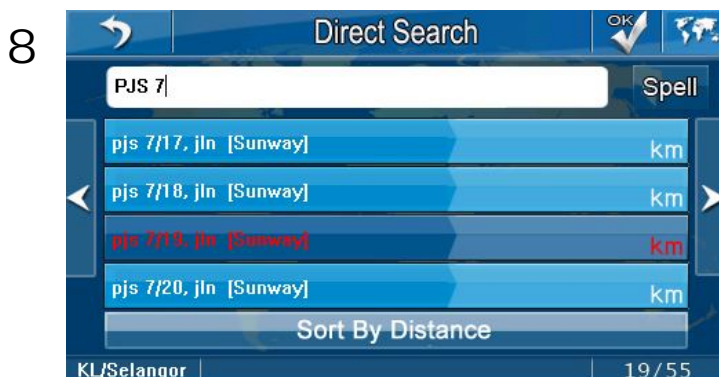 8
Direct Search OK
PJS 7 Spell
pjs 7/17, jln [Sunway] km
pjs 7/18, jln [Sunway] km
pjs 7/19, jln [Sunway] km
pjs 7/20, jln [Sunway] km
Sort By Distance
KL/Selangor 19/55